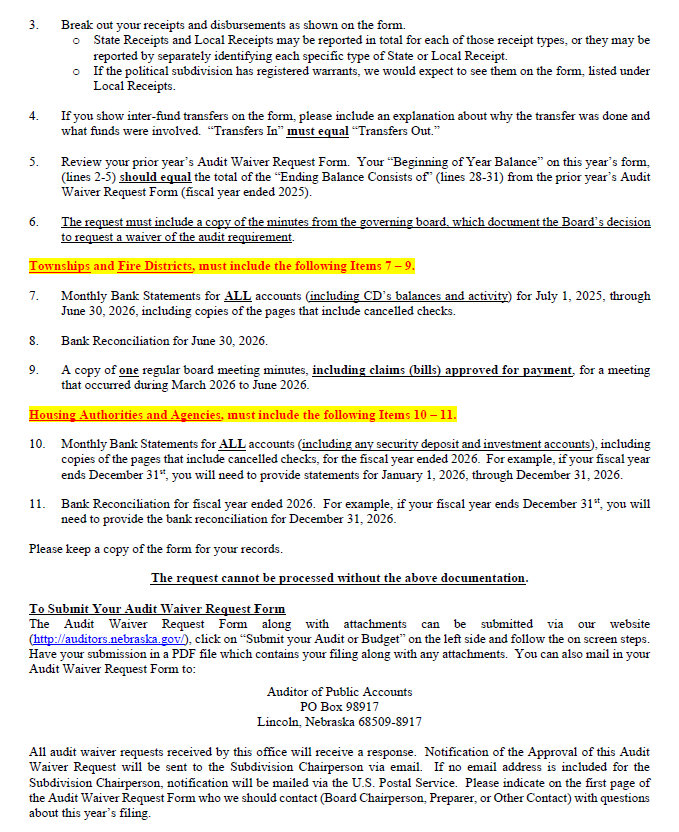 3. Break out your receipts and disbursements as shown on the form.
o State Receipts and Local Receipts may be reported in total for each of those receipt types, or they may be
reported by separately identifying each specific type of State or Local Receipt.
o If the political subdivision has registered warrants, we would expect to see them on the form, listed under
Local Receipts.
4. If you show inter-fund transfers on the form, please include an explanation about why the transfer was done and
what funds were involved. “Transfers In” must equal “Transfers Out.”
5. Review your prior year’s Audit Waiver Request Form. Your “Beginning of Year Balance” on this year’s form,
(lines 2-5) should equal the total of the “Ending Balance Consists of” (lines 28-31) from the prior year’s Audit
Waiver Request Form (fiscal year ended 2025).
6. The request must include a copy of the minutes from the governing board, which document the Board’s decision
to request a waiver of the audit requirement.
Townships and Fire Districts, must include the following Items 7 – 9.
7. Monthly Bank Statements for ALL accounts (including CD’s balances and activity) for July 1, 2025, through
June 30, 2026, including copies of the pages that include cancelled checks.
8. Bank Reconciliation for June 30, 2026.
9. A copy of one regular board meeting minutes, including claims (bills) approved for payment, for a meeting
that occurred during March 2026 to June 2026.
Housing Authorities and Agencies, must include the following Items 10 – 11.
10. Monthly Bank Statements for ALL accounts (including any security deposit and investment accounts), including
copies of the pages that include cancelled checks, for the fiscal year ended 2026. For example, if your fiscal year
ends December 31st, you will need to provide statements for January 1, 2026, through December 31, 2026.
11. Bank Reconciliation for fiscal year ended 2026. For example, if your fiscal year ends December 31st, you will
need to provide the bank reconciliation for December 31, 2026.
Please keep a copy of the form for your records.
The request cannot be processed without the above documentation.
To Submit Your Audit Waiver Request Form
The Audit Waiver Request Form along with attachments can be submitted via our website
(http://auditors.nebraska.gov/), click on “Submit your Audit or Budget” on the left side and follow the on screen steps.
Have your submission in a PDF file which contains your filing along with any attachments. You can also mail in your
Audit Waiver Request Form to:
Auditor of Public Accounts
PO Box 98917
Lincoln, Nebraska 68509-8917
All audit waiver requests received by this office will receive a response. Notification of the Approval of this Audit
Waiver Request will be sent to the Subdivision Chairperson via email. If no email address is included for the
Subdivision Chairperson, notification will be mailed via the U.S. Postal Service. Please indicate on the first page of
the Audit Waiver Request Form who we should contact (Board Chairperson, Preparer, or Other Contact) with questions
about this year’s filing.